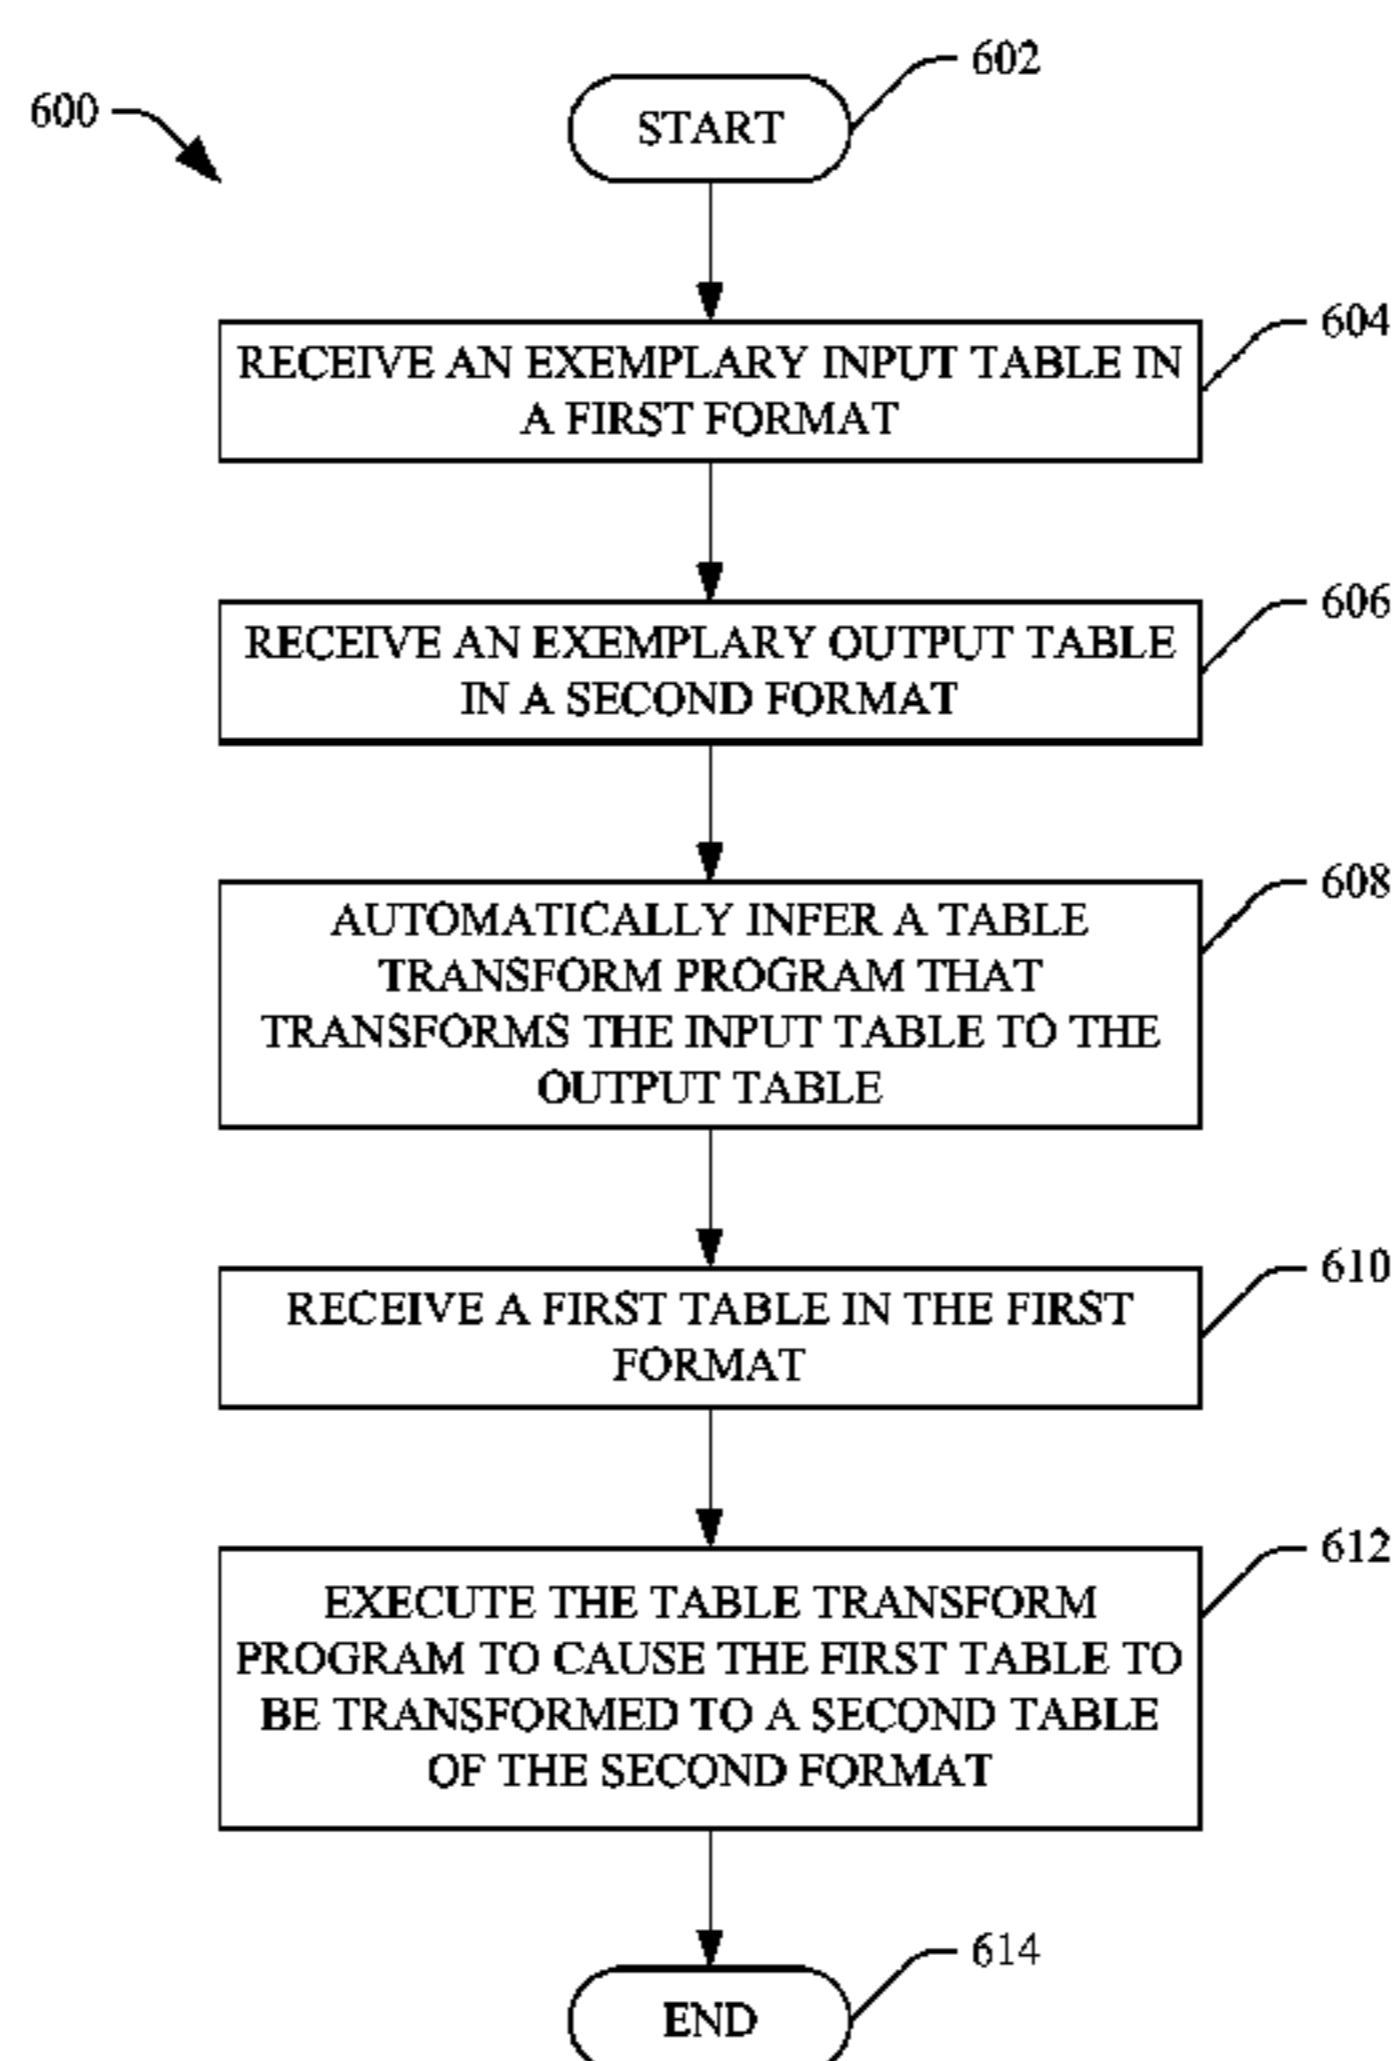 602
600
START
604
RECEIVE AN EXEMPLARY INPUT TABLE IN
A FIRST FORMAT
606
RECEIVE AN EXEMPLARY OUTPUT TABLE
IN A SECOND FORMAT
608
AUTOMATICALLY INFER A TABLE
TRANSFORM PROGRAM THAT
TRANSFORMS THE INPUT TABLE TO THE
OUTPUT TABLE
610
RECEIVE A FIRST TABLE IN THE FIRST
FORMAT
612
EXECUTE THE TABLE TRANSFORM
PROGRAM TO CAUSE THE FIRST TABLE TO
BE TRANSFORMED TO A SECOND TABLE
OF THE SECOND FORMAT
614
END